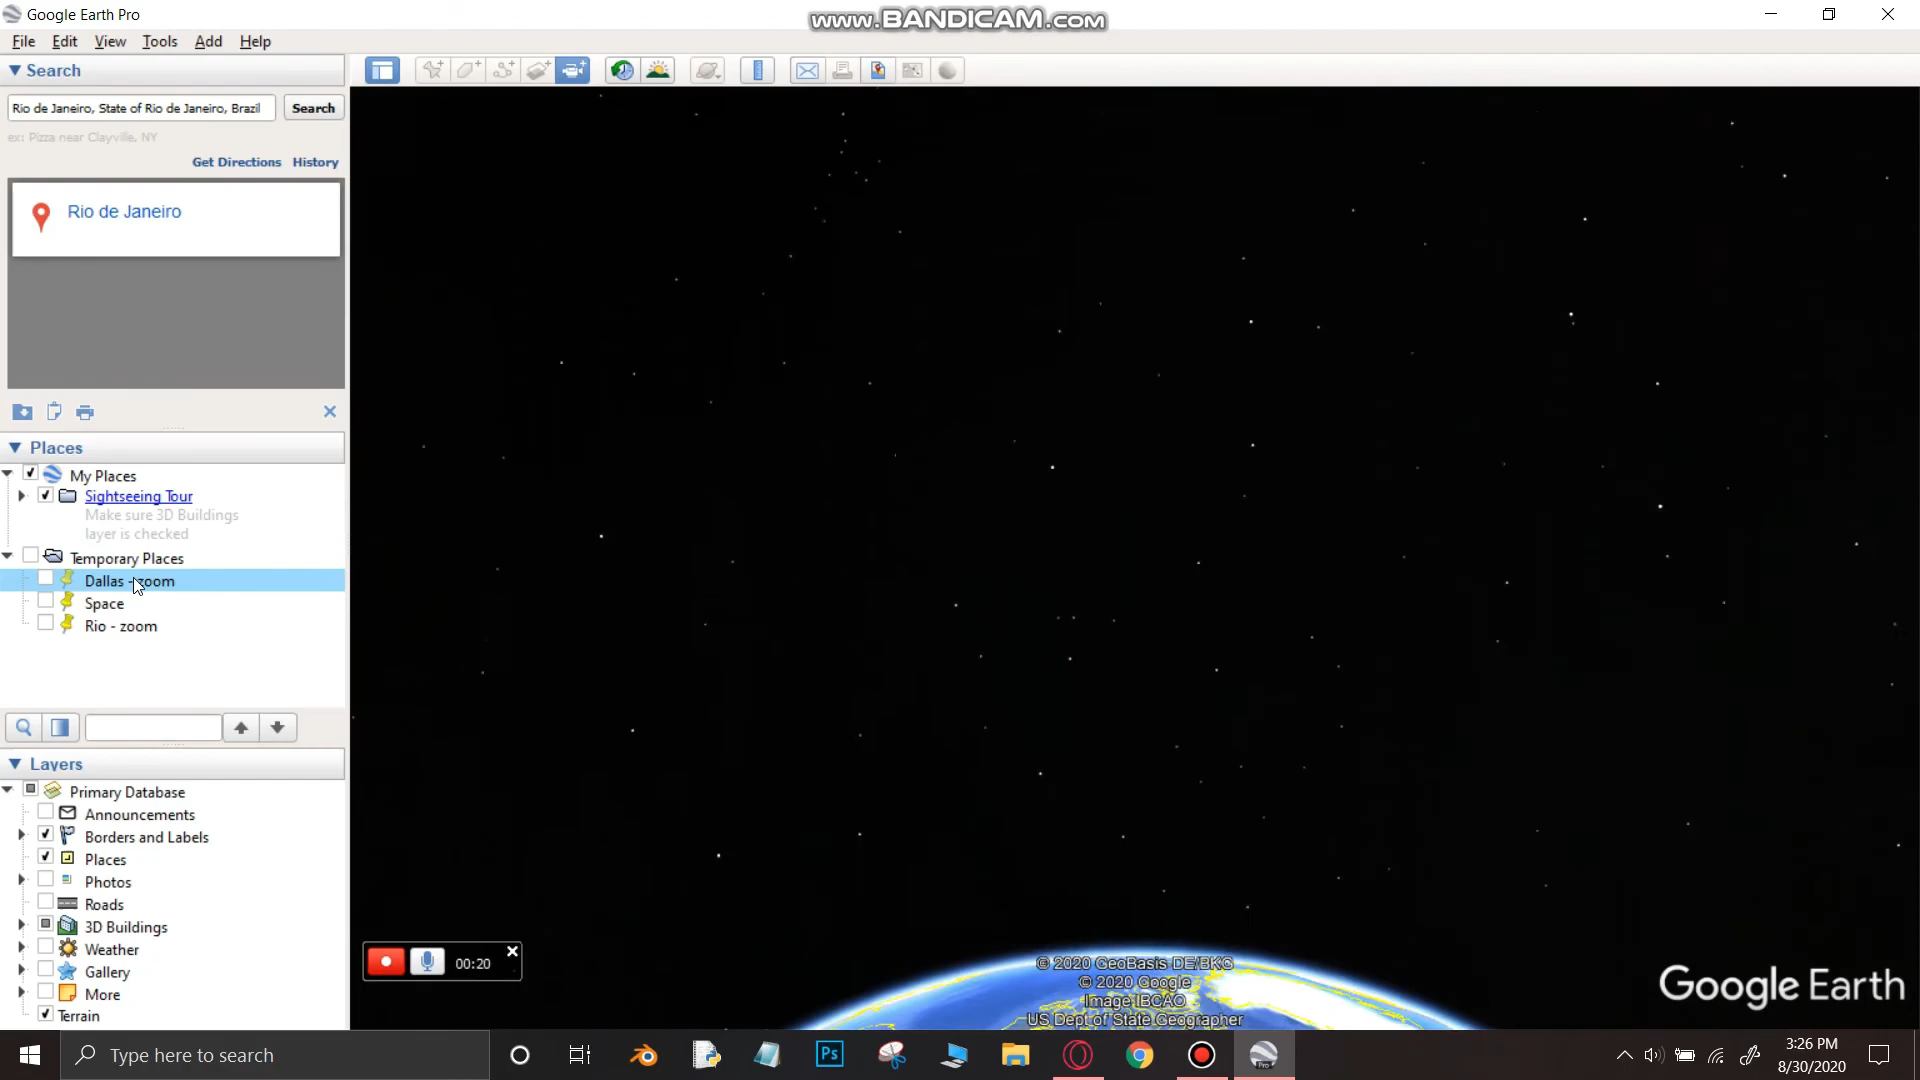 Google Earth Pro
www.BANDICAM.com
File Edit View Tools Add Help
Search
Rio de Janeiro, State of Rio de Janeiro, Brazil
Search
ex: Pizza near Clayville, NY
Get Directions History
Rio de Janeiro
Places
My Places
Sightseeing Tour
Make sure 3D Buildings
layer is checked
Temporary Places
Dallas - zoom
Space
Rio - zoom
Layers
Primary Database
Announcements
Borders and Labels
Places
Photos
Roads
3D Buildings
Weather
Gallery
More
Terrain
00:20
© 2020 GeoBasis DE/BKG
© 2020 Google
Image IBCAO
US Dept of State Geographer
Google Earth
Type here to search
Ps
Pro
3:26 PM
8/30/2020